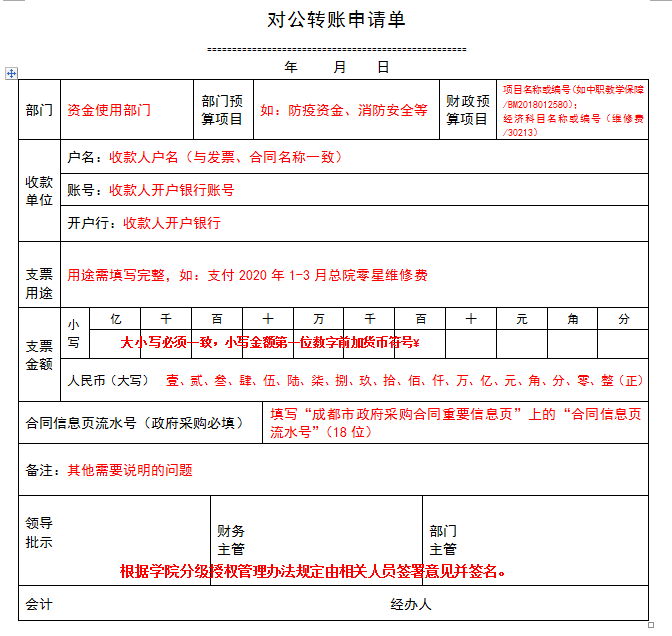 对公转账申请单
====================================================
年 月 日
部门 资金使用部门 部门预算项目 如：防疫资金、消防安全等 财政预算项目 项目名称或编号(如中职教学保障/BM2018012580)；经济科目名称或编号（维修费/30213）
收款单位
户名：收款人户名（与发票、合同名称一致）
账号：收款人开户银行账号
开户行：收款人开户银行
支票用途 用途需填写完整，如：支付 2020 年 1-3 月总院零星维修费
支票金额
小写 亿 千 百 十 万 千 百 十 元 角 分
大小写必须一致，小写金额第一位数字前加货币符号¥
人民币（大写） 壹、贰、叁、肆、伍、陆、柒、捌、玖、拾、佰、仟、万、亿、元、角、分、零、整（正）
合同信息页流水号（政府采购必填） 填写“成都市政府采购合同重要信息页”上的“合同信息页流水号”（18 位）
备注：其他需要说明的问题
领导批示 财务主管 部门主管
根据学院分级授权管理办法规定由相关人员签署意见并签名。
会计 经办人